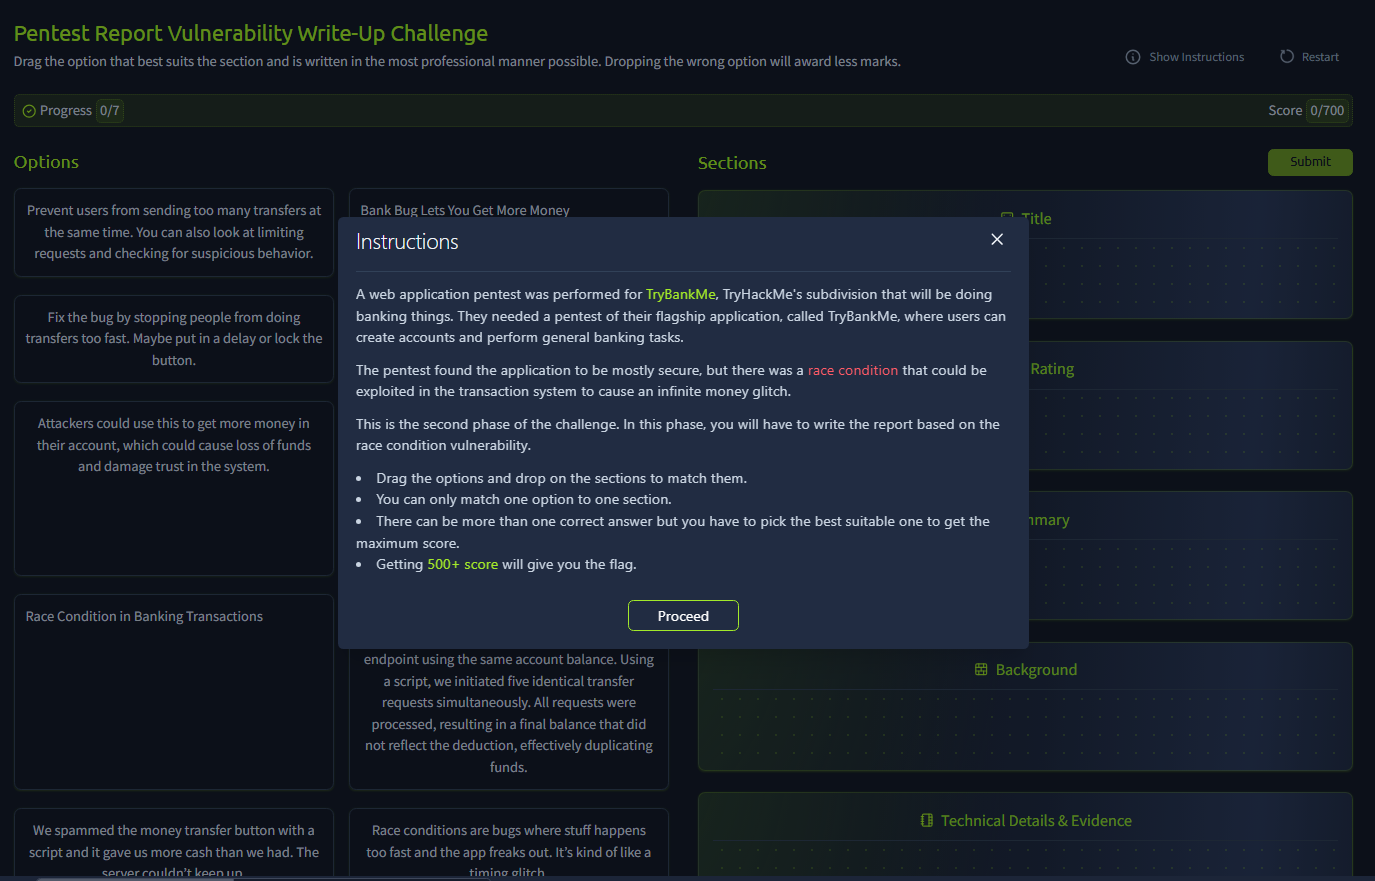 Pentest Report Vulnerability Write-Up Challenge
Drag the option that best suits the section and is written in the most professional manner possible. Dropping the wrong option will award less marks.
Show Instructions
Restart
Progress 0/7
Score 0/700
Options
Sections
Submit
Prevent users from sending too many transfers at
the same time. You can also look at limiting
requests and checking for suspicious behavior.
Bank Bug Lets You Get More Money
Title
Instructions
A web application pentest was performed for TryBankMe, TryHackMe's subdivision that will be doing
banking things. They needed a pentest of their flagship application, called TryBankMe, where users can
create accounts and perform general banking tasks.
The pentest found the application to be mostly secure, but there was a race condition that could be
exploited in the transaction system to cause an infinite money glitch.
This is the second phase of the challenge. In this phase, you will have to write the report based on the
race condition vulnerability.
• Drag the options and drop on the sections to match them.
• You can only match one option to one section.
• There can be more than one correct answer but you have to pick the best suitable one to get the
maximum score.
• Getting 500+ score will give you the flag.
Proceed
Fix the bug by stopping people from doing
transfers too fast. Maybe put in a delay or lock the
button.
Rating
Attackers could use this to get more money in
their account, which could cause loss of funds
and damage trust in the system.
Race Condition in Banking Transactions
endpoint using the same account balance. Using
a script, we initiated five identical transfer
requests simultaneously. All requests were
processed, resulting in a final balance that did
not reflect the deduction, effectively duplicating
funds.
Background
We spammed the money transfer button with a
script and it gave us more cash than we had. The
server couldn't keep up.
Race conditions are bugs where stuff happens
too fast and the app freaks out. It's kind of like a
timing glitch
Technical Details & Evidence